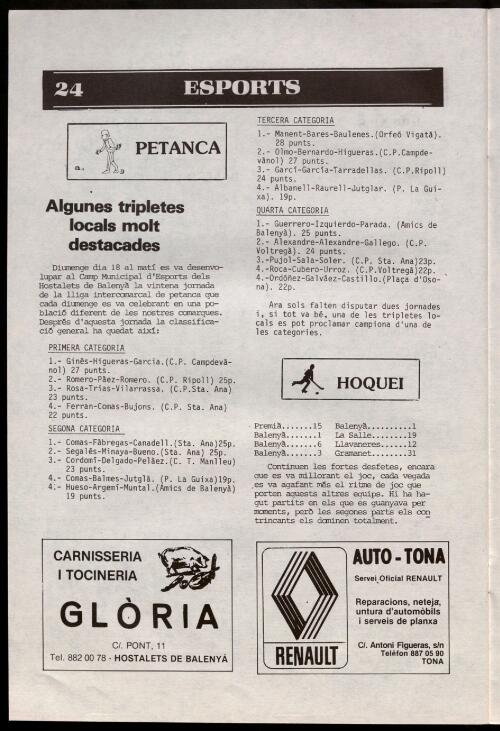 24 ESPORTS
PETANCA
Algunes tripletes
locals molt
destacades
Diumenge dia 18 al matí es va desenvo-
lupar al Camp Municipal d'Esports dels
Hostalets de Balenyà la vintena jornada
de la lliga intercomarcal de petanca que
cada diumenge es va celebrant en una po-
blació diferent de les nostres comarques.
Després d'aquesta jornada la classifica-
ció general ha quedat així:
PRIMERA CATEGORIA
1.- Ginés-Higueras-Garcia.(C.P. Campdevà-
nol) 27 punts.
2.- Romero-Pàez-Romero. (C.P. Ripoll) 25p.
3.- Rosa-Trias-Vilarrassa. (C.P.Sta. Ana)
23 punts.
4.- Ferran-Comas-Bujons. (C.P. Sta. Ana)
22 punts.
SEGONA CATEGORIA
1.- Comas-Fàbregas-Canadell.(Sta. Ana)25p.
2.- Segalés-Minaya-Bueno.(Sta. Ana) 25p.
3.- Cordomí-Delgado-Peláez.(C. T. Manlleu)
23 punts.
4.- Comas-Balmes-Jutglà. (P. La Guixa)19p.
4.- Hueso-Argemí-Muntal.(Amics de Balenyà)
19 punts.
TERCERA CATEGORIA
1.- Manent-Bares-Baulenes.(Orfeó Vigatà).
28 punts.
2.- Olmo-Bernardo-Higueras.(C.P.Campde-
vànol) 27 punts.
3.- Garcí-García-Tarradellas. (C.P.Ripoll)
24 punts.
4.- Albanell-Raurell-Jutglar. (P. La Gui-
xa). 19p.
QUARTA CATEGORIA
1.- Guerrero-Izquierdo-Parada. (Amics de
Balenyà). 25 punts.
2.- Alexandre-Alexandre-Gallego. (C.P.
Voltregà). 24 punts.
3.-Pujol-Sala-Soler. (C.P. Sta. Ana)23p.
4.-Roca-Cubero-Urroz. (C.P.Voltregà)22p.
4.-Ordóñez-Galváez-Castillo.(Plaça d'Oso-
na). 22p.
Ara sols falten disputar dues jornades
i, si tot va bé, una de les tripletes lo-
cals es pot proclamar campiona d'una de
les categories.
HOQUEI
Premià.......15 Balenyà..........1
Balenyà.......1 La Salle........19
Balenyà.......6 Llavaneres......12
Balenyà.......3 Gramanet........31
Continuen les fortes desfetes, encara
que es va millorant el joc, cada vegada
es va agafant més el ritme de joc que
porten aquests altres equips. Hi ha ha-
gut partits en els que es guanyava per
moments, però les segones parts els con
trincants els dominen totalment.
CARNISSERIA
I TOCINERIA
GLÒRIA
C/. PONT, 11
Tel. 882 00 78 - HOSTALETS DE BALENYÀ
RENAULT
AUTO - TONA
Servei Oficial RENAULT
Reparacions, neteja,
untura d'automòbils
i serveis de planxa
C/. Antoni Figueras, s/n
Telèfon 887 05 90
TONA